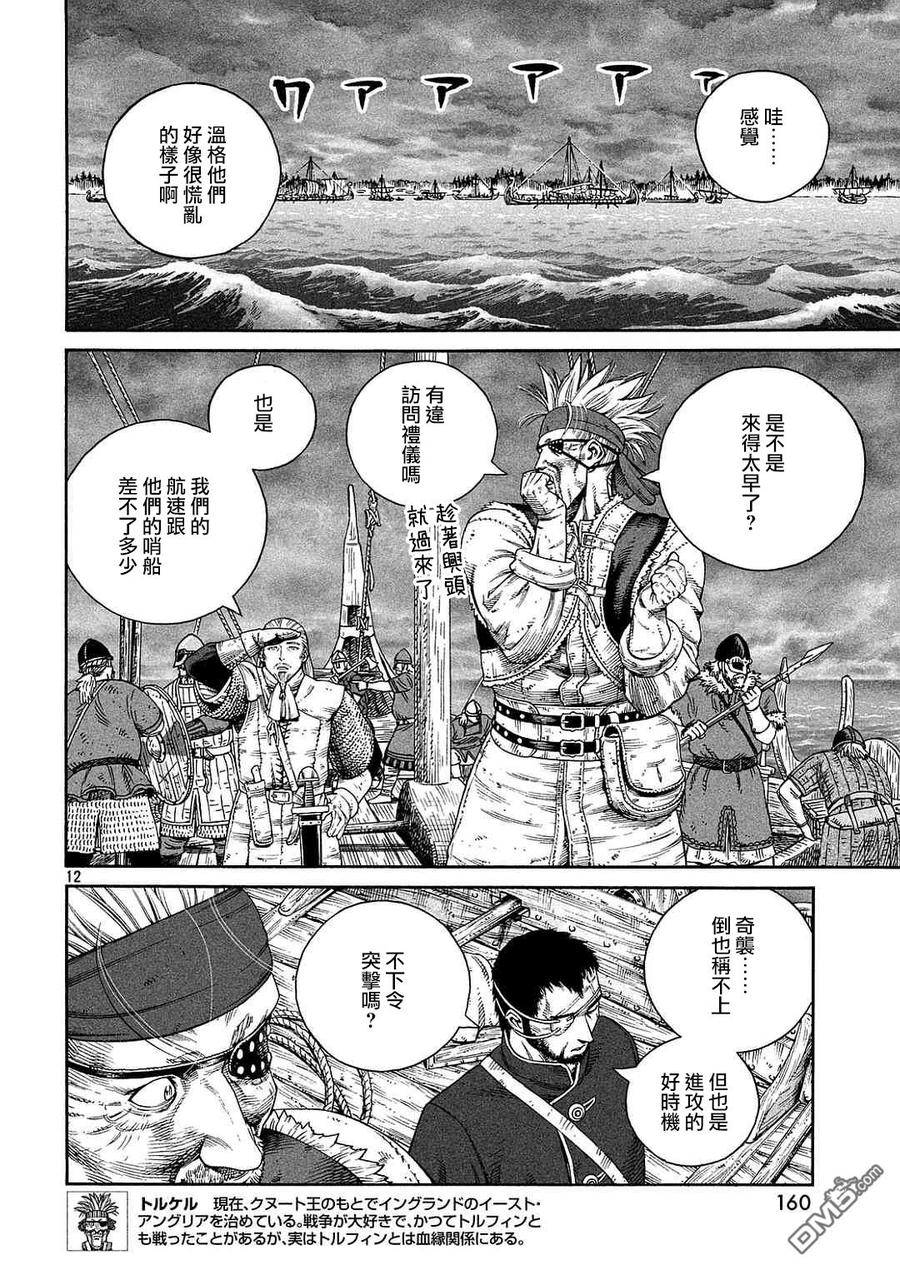 クァアアアァ
哇⋯⋯
感覺
溫格他們
好像很慌亂
的樣子啊
是不是
來得太早了?
有違
訪問禮儀嗎
趁著興頭
就過來了
也是
我們的
航速跟
他們的哨船
差不了多少
12
奇襲⋯⋯
倒也稱不上
但也是
進攻的
好時機
不下令
突擊嗎?
トルケル 現在、クヌート王のもとでイングランドのイースト・
アングリアを治めている。戦争が大好きで、かつてトルフィンと
も戦ったことがあるが、実はトルフィンとは血縁関係にある。
160
DM5.com